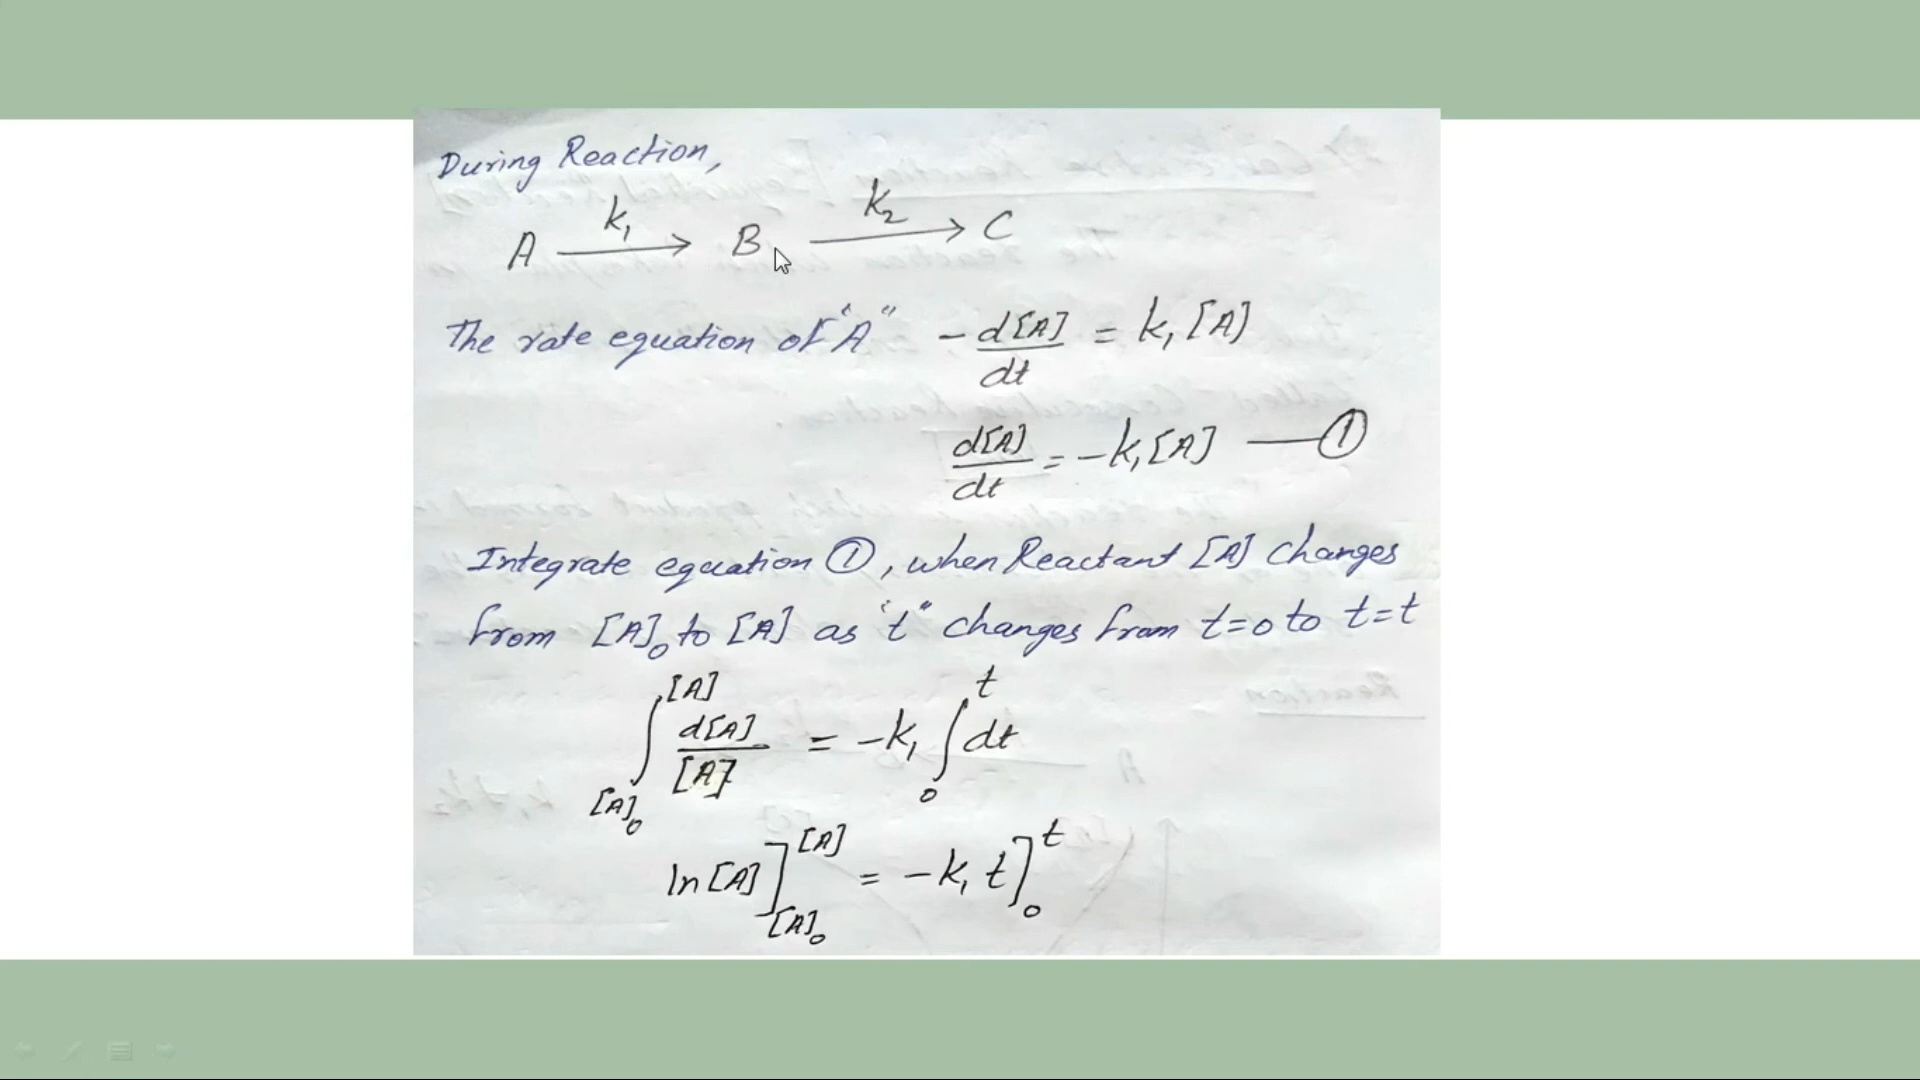 During Reaction,
A —k₁→ B —k₂→ C
The rate equation of "A" -d[A]/dt = k₁[A]
d[A]/dt = -k₁[A] — ①
Integrate equation ①, when Reactant [A] changes
from [A]₀ to [A] as "t" changes from t=0 to t=t
∫_{[A]₀}^{[A]} d[A]/[A] = -k₁ ∫₀^t dt
ln[A]]_{[A]₀}^{[A]} = -k₁ t]₀^t